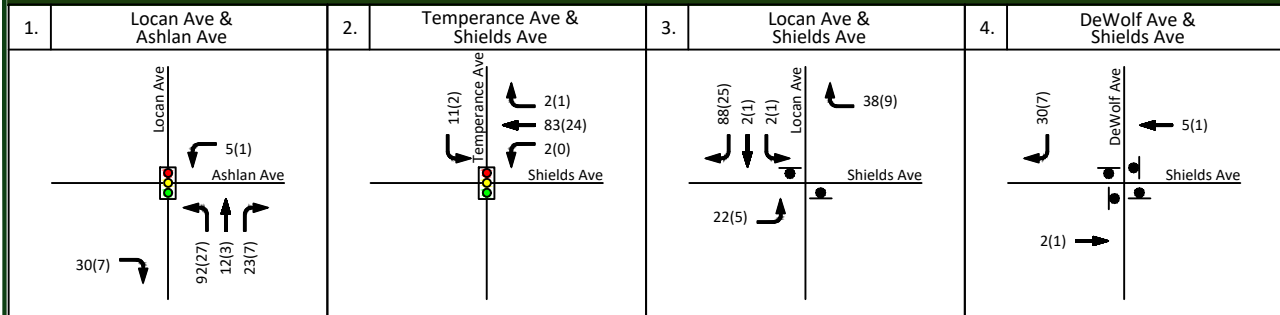 1.
Locan Ave &
Ashlan Ave
2.
Temperance Ave &
Shields Ave
3.
Locan Ave &
Shields Ave
4.
DeWolf Ave &
Shields Ave
Locan Ave
5(1)
Ashlan Ave
30(7)
92(27)
12(3)
23(7)
11(2)
Temperance Ave
2(1)
83(24)
2(0)
Shields Ave
88(25)
2(1)
2(1)
Locan Ave
38(9)
Shields Ave
22(5)
30(7)
DeWolf Ave
5(1)
Shields Ave
2(1)